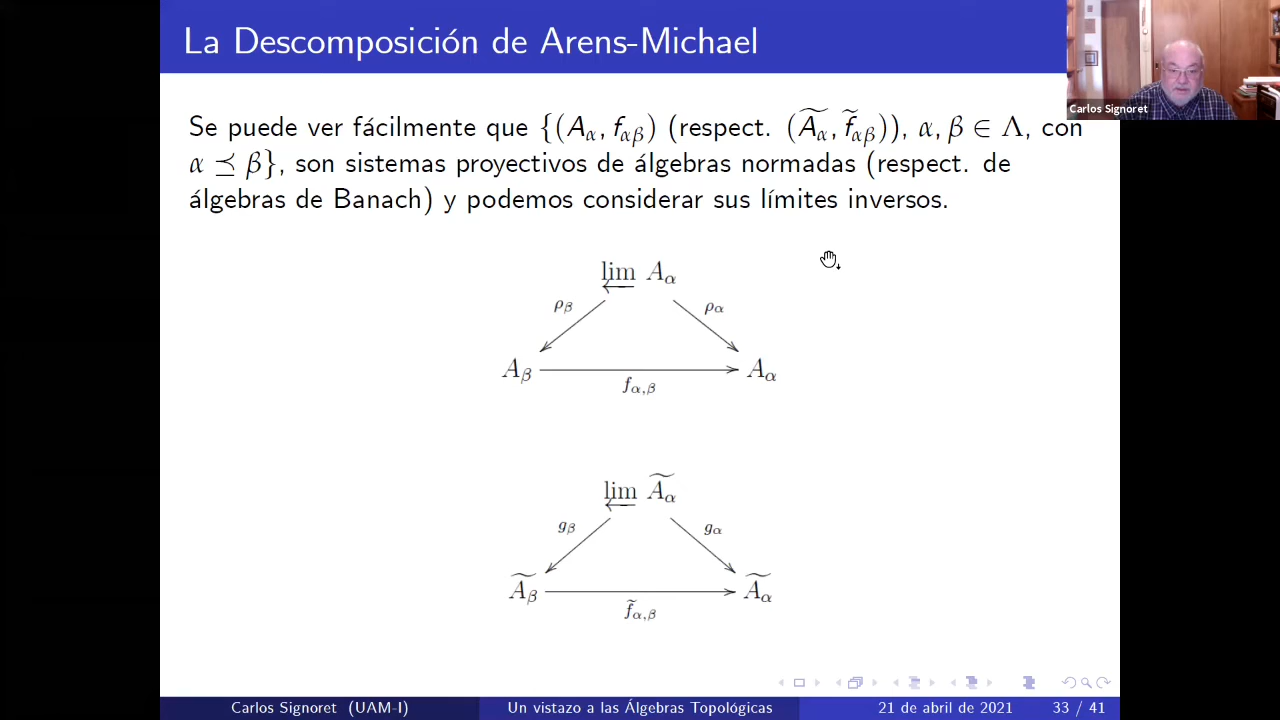 La Descomposición de Arens-Michael
Carlos Signoret
Se puede ver fácilmente que {(A_α, f_αβ) (respect. (Ã_α, f̃_αβ)), α, β ∈ Λ, con
α ⪯ β}, son sistemas proyectivos de álgebras normadas (respect. de
álgebras de Banach) y podemos considerar sus límites inversos.
lim← A_α
ρ_β ρ_α
A_β A_α
f_α,β
lim← Ã_α
g_β g_α
Ã_β Ã_α
f̃_α,β
Carlos Signoret (UAM-I) Un vistazo a las Álgebras Topológicas 21 de abril de 2021 33 / 41